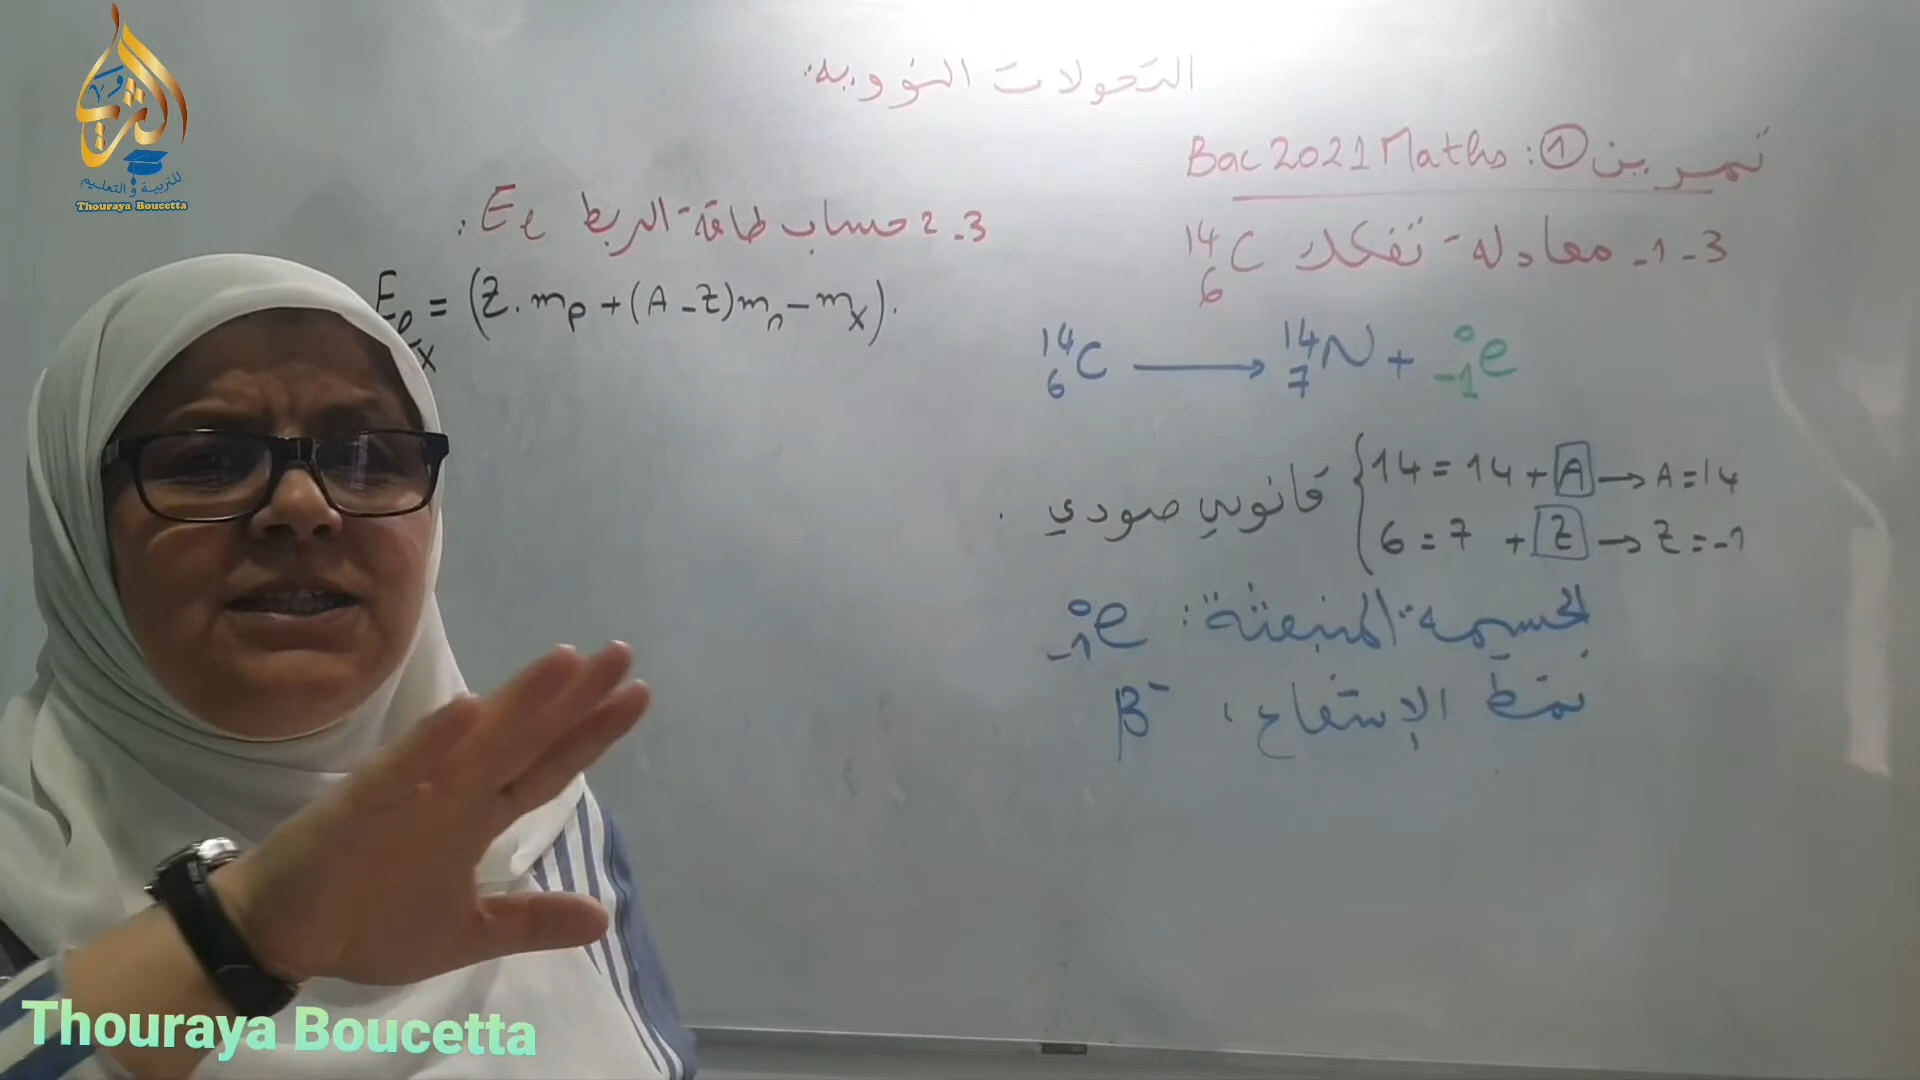 التحولات النووية:
تمرين ①: Bac 2021 Maths
3-1- معادلة تفكك ¹⁴₆C
¹⁴₆C → ¹⁴₇N + ⁰₋₁e
قانوني صودي { 14 = 14 + A → A = 14
6 = 7 + Z → Z = -1
الجسيمة المنبعثة: ⁰₋₁e
نمط الإشعاع: β⁻
3-2 حساب طاقة الربط Eℓ:
Eℓ = (Z.mp + (A-Z)mn - mX).
X
الثريا
للتربية والتعليم
Thouraya Boucetta
Thouraya Boucetta